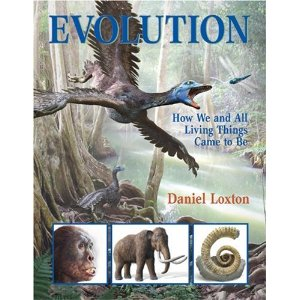 EVOLUTION
How We and All
Living Things
Came to Be
Daniel Loxton